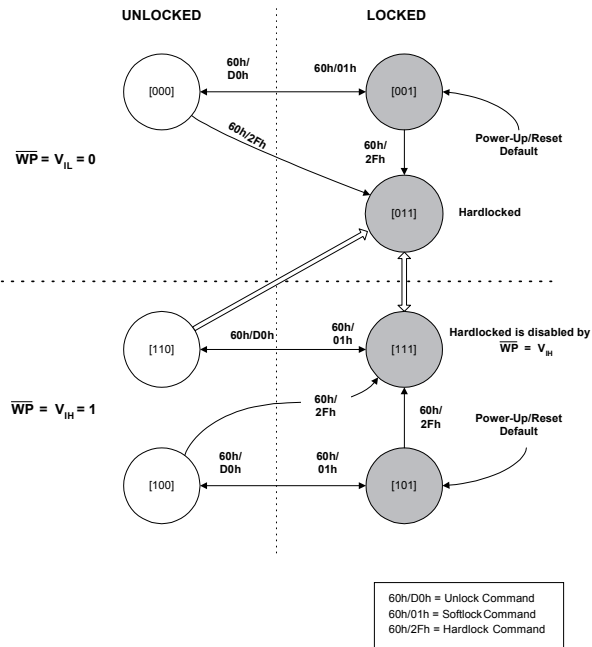 UNLOCKED LOCKED
60h/
D0h
60h/01h
[000]
[001]
60h/2Fh
60h/
2Fh
Power-Up/Reset
Default
WP = VIL = 0
[011]
Hardlocked
[110]
60h/D0h
60h/
01h
[111]
Hardlocked is disabled by
WP = VIH
WP = VIH = 1
60h/
2Fh
60h/
2Fh
Power-Up/Reset
Default
[100]
60h/
D0h
60h/
01h
[101]
60h/D0h = Unlock Command
60h/01h = SoftlockCommand
60h/2Fh = Hardlock Command